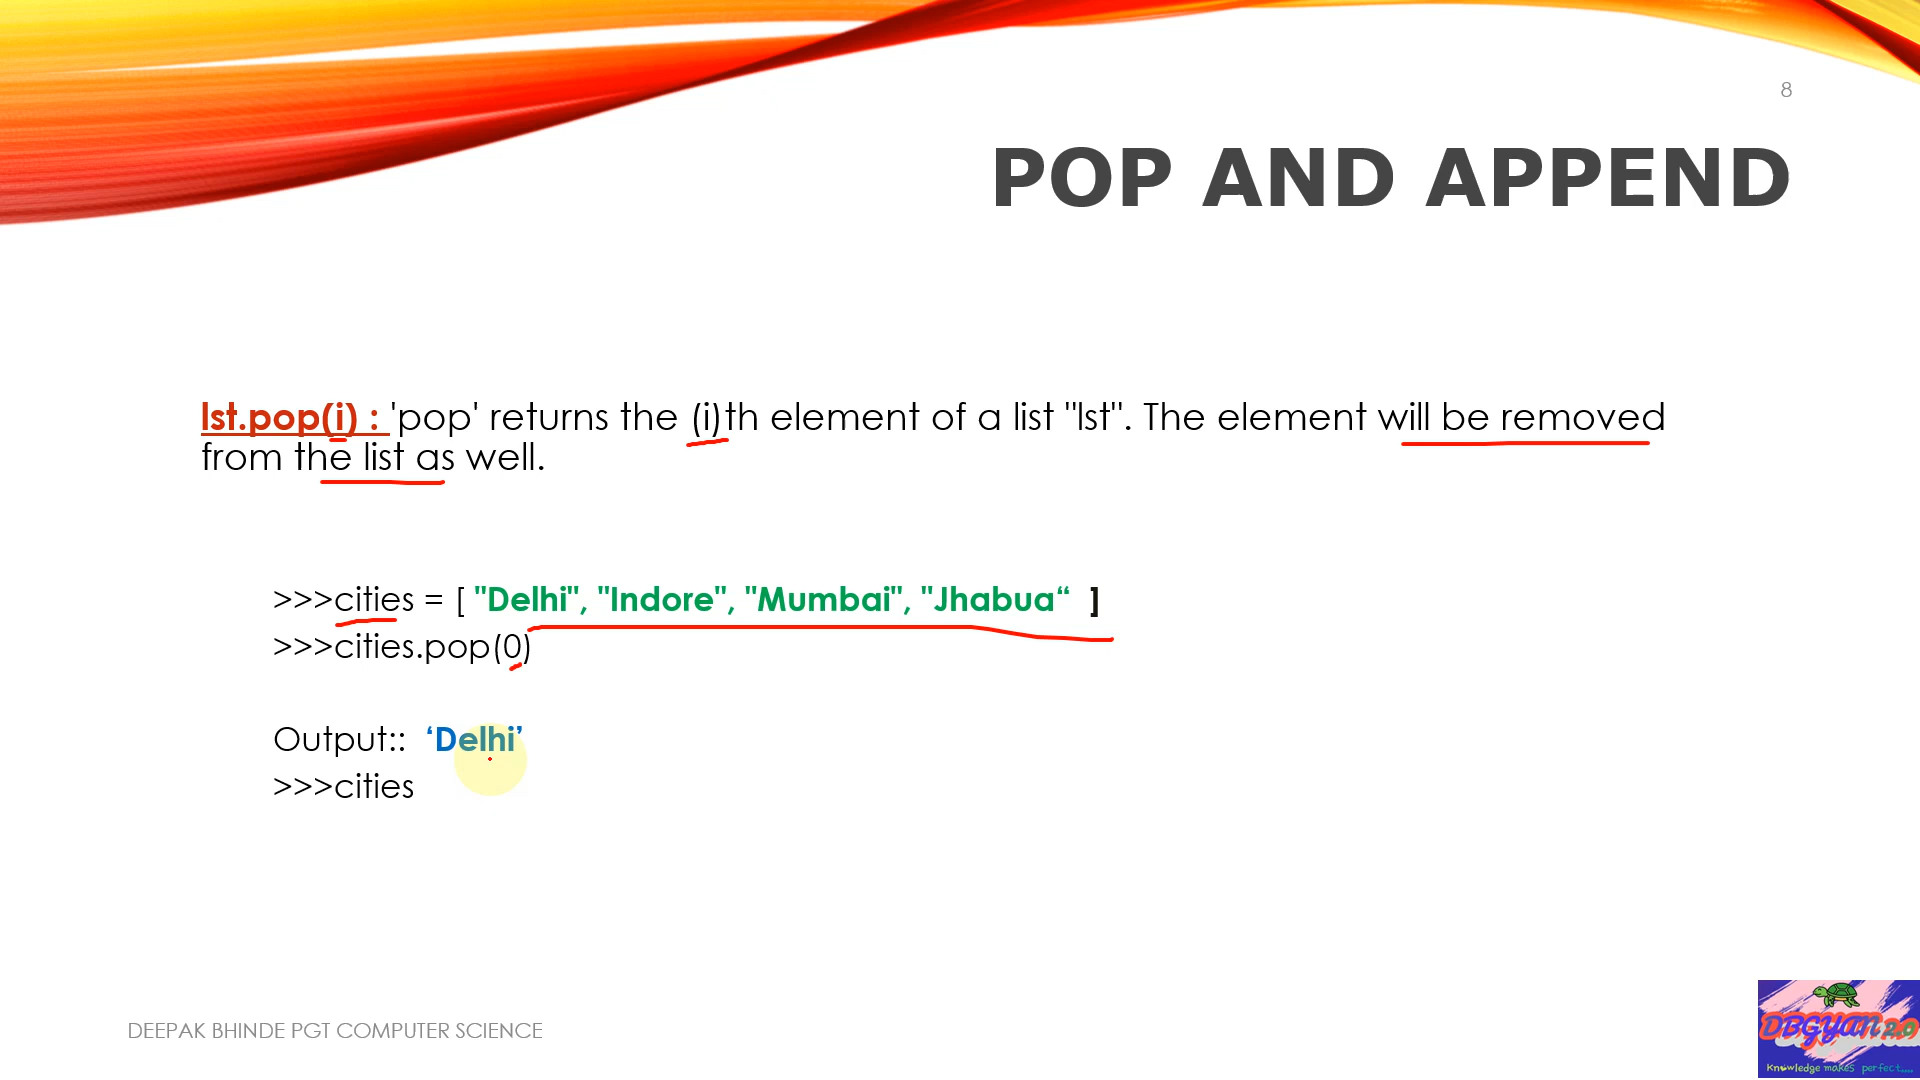 8
POP AND APPEND
lst.pop(i) : 'pop' returns the (i)th element of a list "lst". The element will be removed
from the list as well.
>>>cities = [ "Delhi", "Indore", "Mumbai", "Jhabua“ ]
>>>cities.pop(0)
Output:: ‘Delhi’
>>>cities
DEEPAK BHINDE PGT COMPUTER SCIENCE
DBGyan 2.0
Knowledge makes perfect....